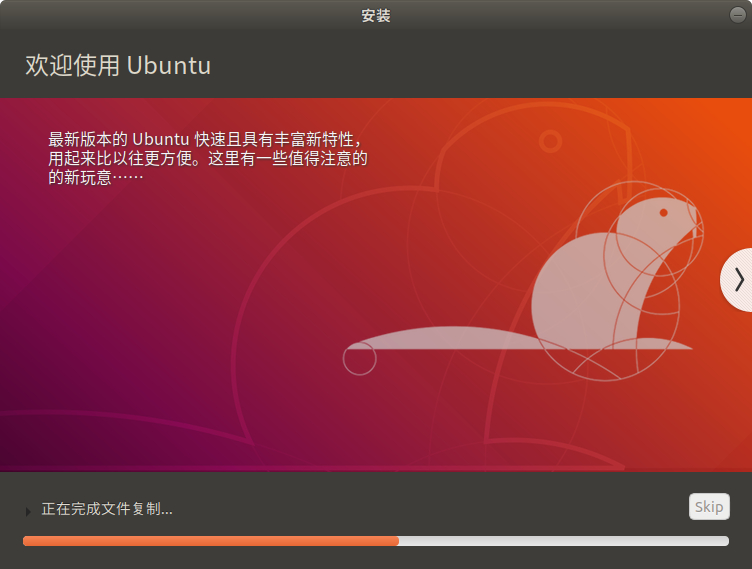 安装
欢迎使用 Ubuntu
最新版本的 Ubuntu 快速且具有丰富新特性，
用起来比以往更方便。这里有一些值得注意的
的新玩意……
正在完成文件复制...
Skip